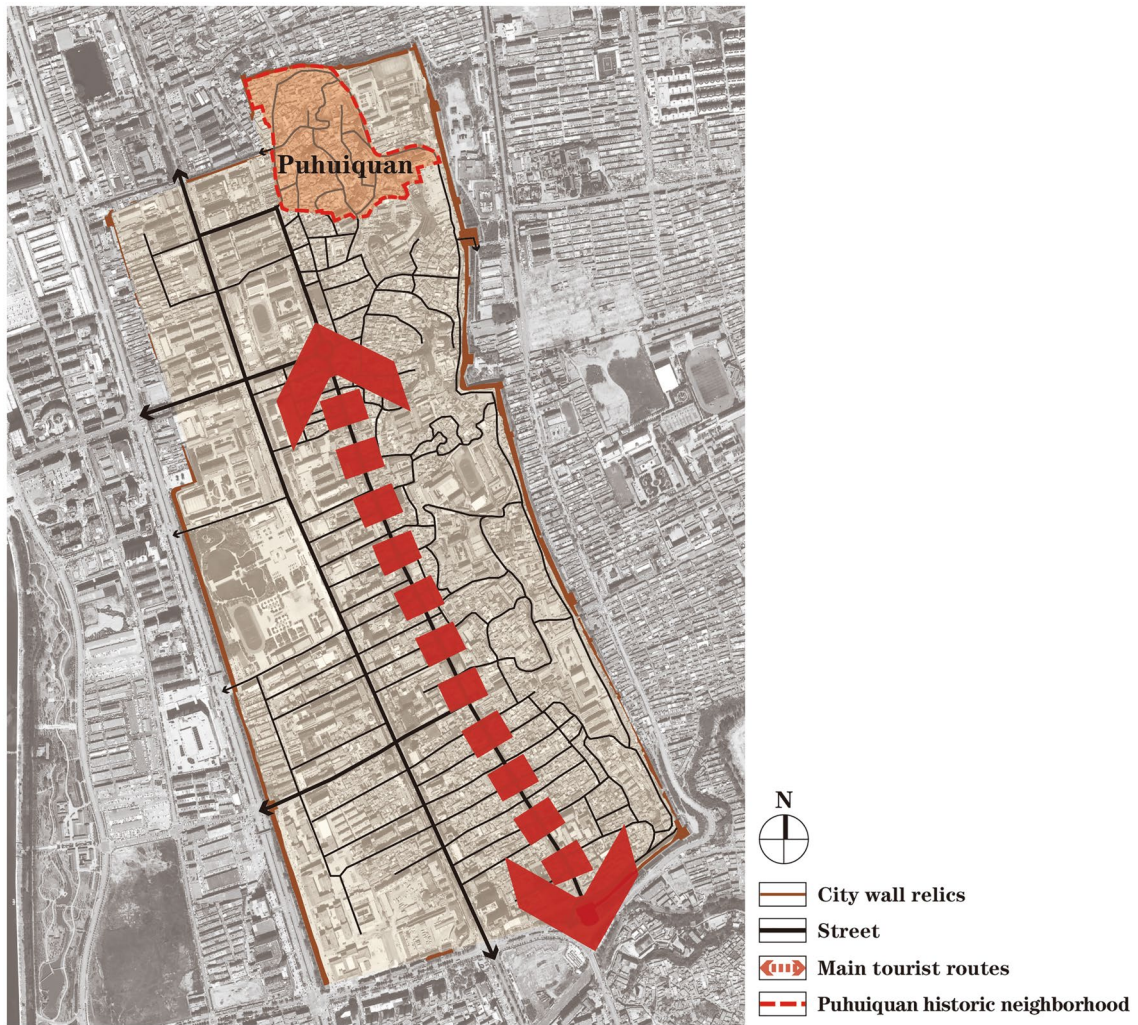 Puhuiquan
N
City wall relics
Street
Main tourist routes
Puhuiquan historic neighborhood